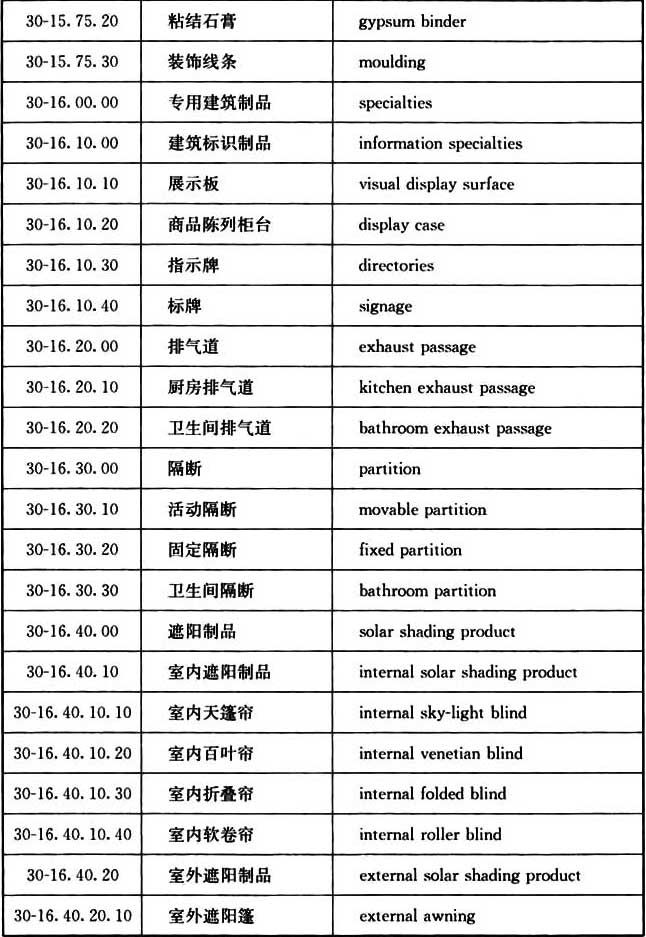 30-15.75.20 粘结石膏 gypsum binder
30-15.75.30 装饰线条 moulding
30-16.00.00 专用建筑制品 specialties
30-16.10.00 建筑标识制品 information specialties
30-16.10.10 展示板 visual display surface
30-16.10.20 商品陈列柜台 display case
30-16.10.30 指示牌 directories
30-16.10.40 标牌 signage
30-16.20.00 排气道 exhaust passage
30-16.20.10 厨房排气道 kitchen exhaust passage
30-16.20.20 卫生间排气道 bathroom exhaust passage
30-16.30.00 隔断 partition
30-16.30.10 活动隔断 movable partition
30-16.30.20 固定隔断 fixed partition
30-16.30.30 卫生间隔断 bathroom partition
30-16.40.00 遮阳制品 solar shading product
30-16.40.10 室内遮阳制品 internal solar shading product
30-16.40.10.10 室内天篷帘 internal sky-light blind
30-16.40.10.20 室内百叶帘 internal venetian blind
30-16.40.10.30 室内折叠帘 internal folded blind
30-16.40.10.40 室内软卷帘 internal roller blind
30-16.40.20 室外遮阳制品 external solar shading product
30-16.40.20.10 室外遮阳篷 external awning